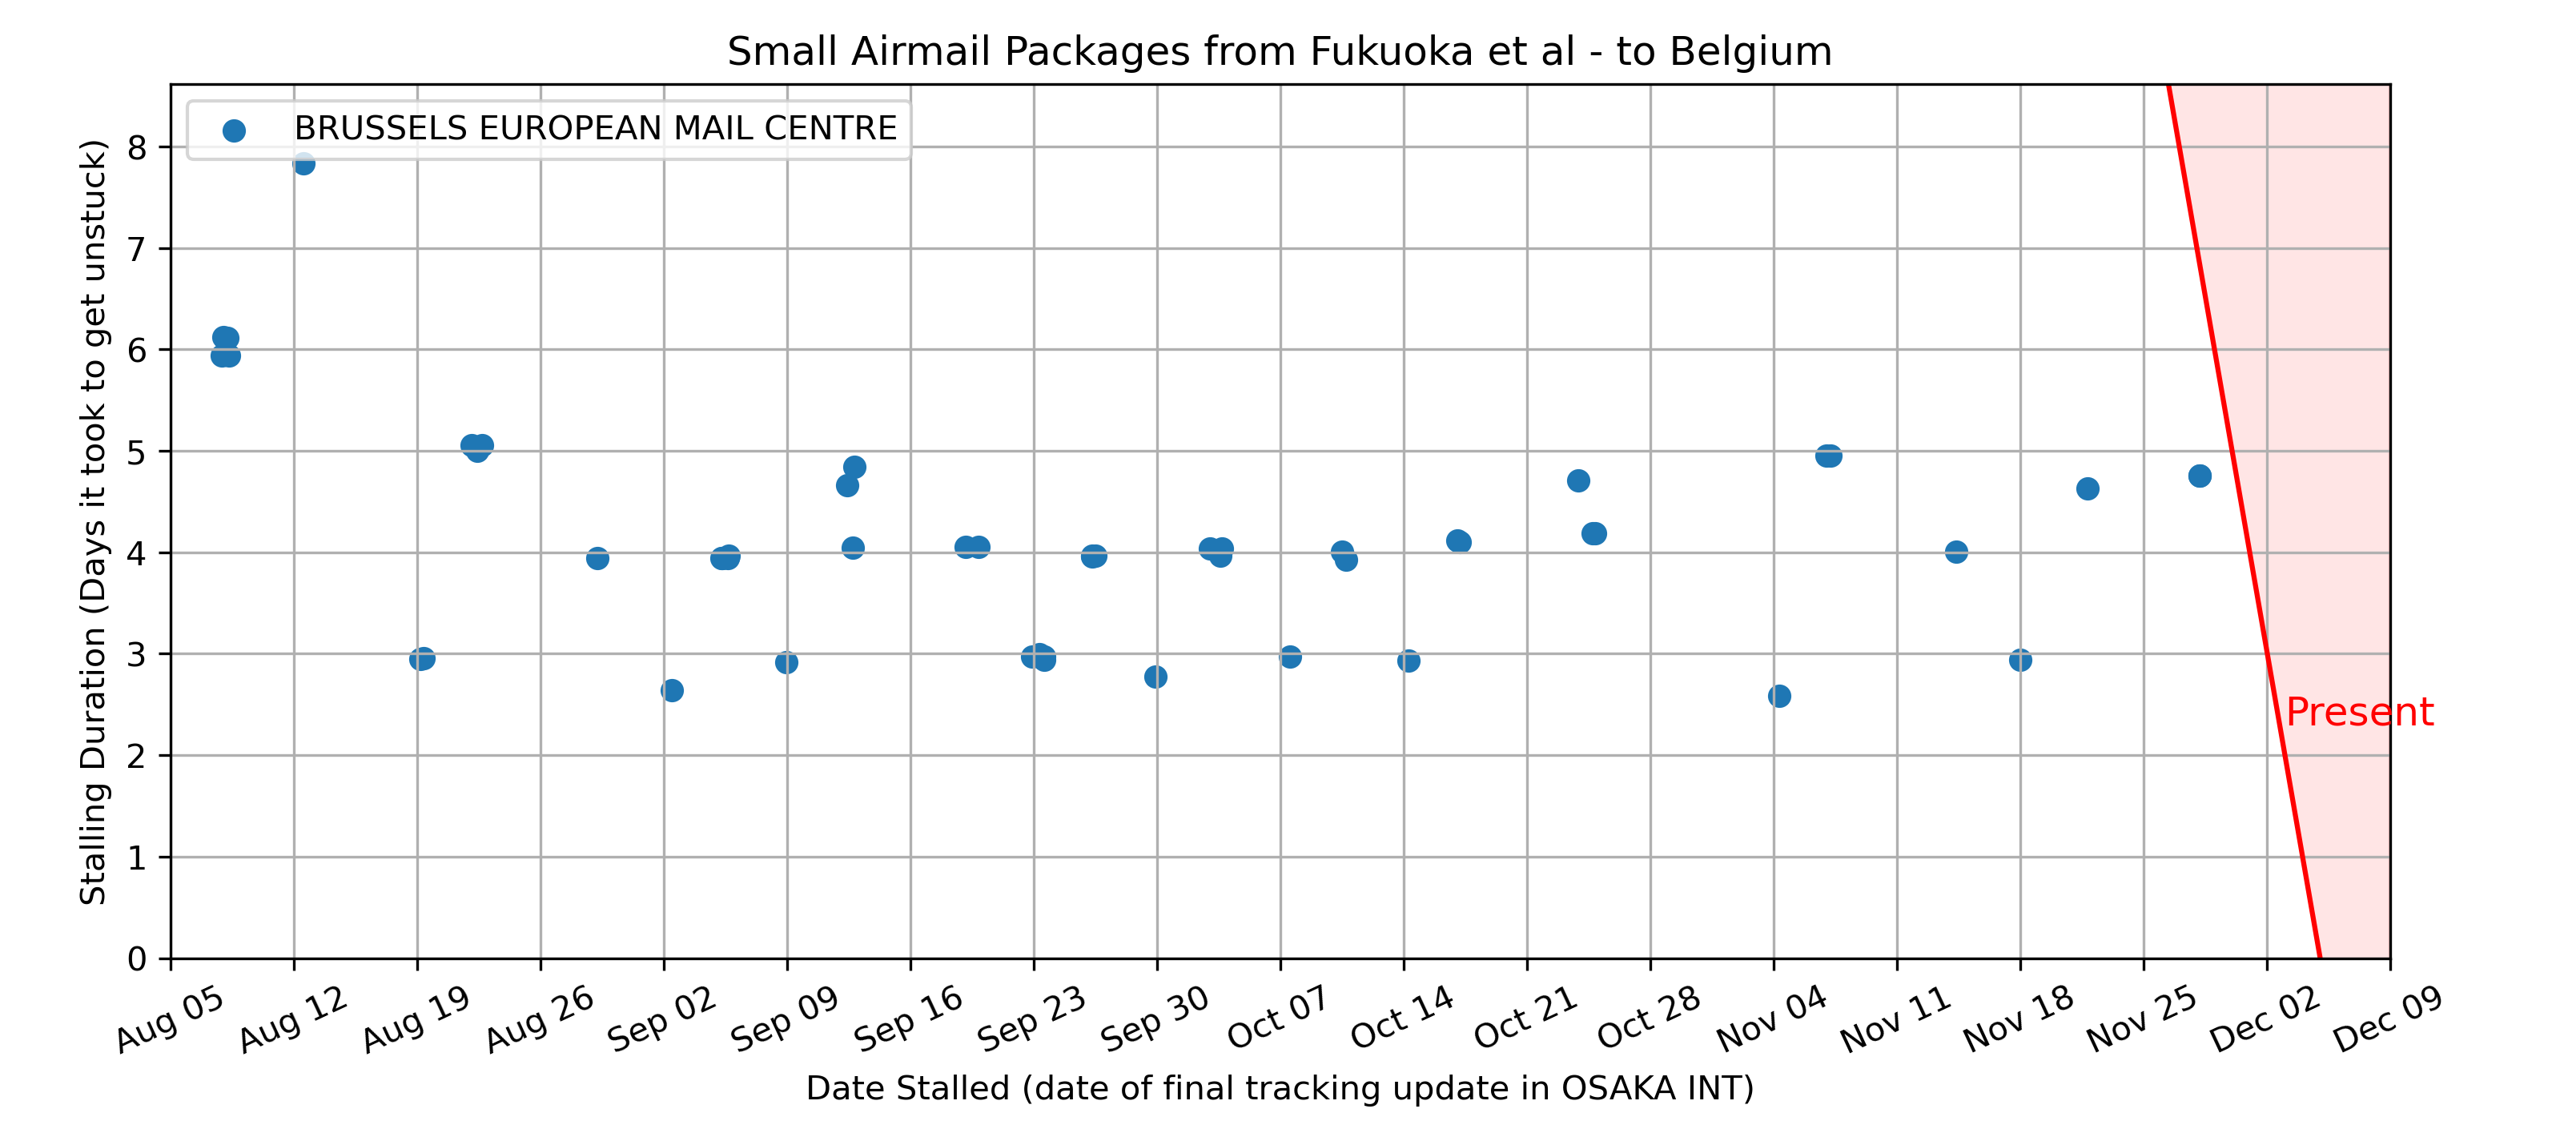 Small Airmail Packages from Fukuoka et al - to Belgium
BRUSSELS EUROPEAN MAIL CENTRE
Stalling Duration (Days it took to get unstuck)
8
7
6
5
4
3
2
1
0
Present
Aug 05
Aug 12
Aug 19
Aug 26
Sep 02
Sep 09
Sep 16
Sep 23
Sep 30
Oct 07
Oct 14
Oct 21
Oct 28
Nov 04
Nov 11
Nov 18
Nov 25
Dec 02
Dec 09
Date Stalled (date of final tracking update in OSAKA INT)